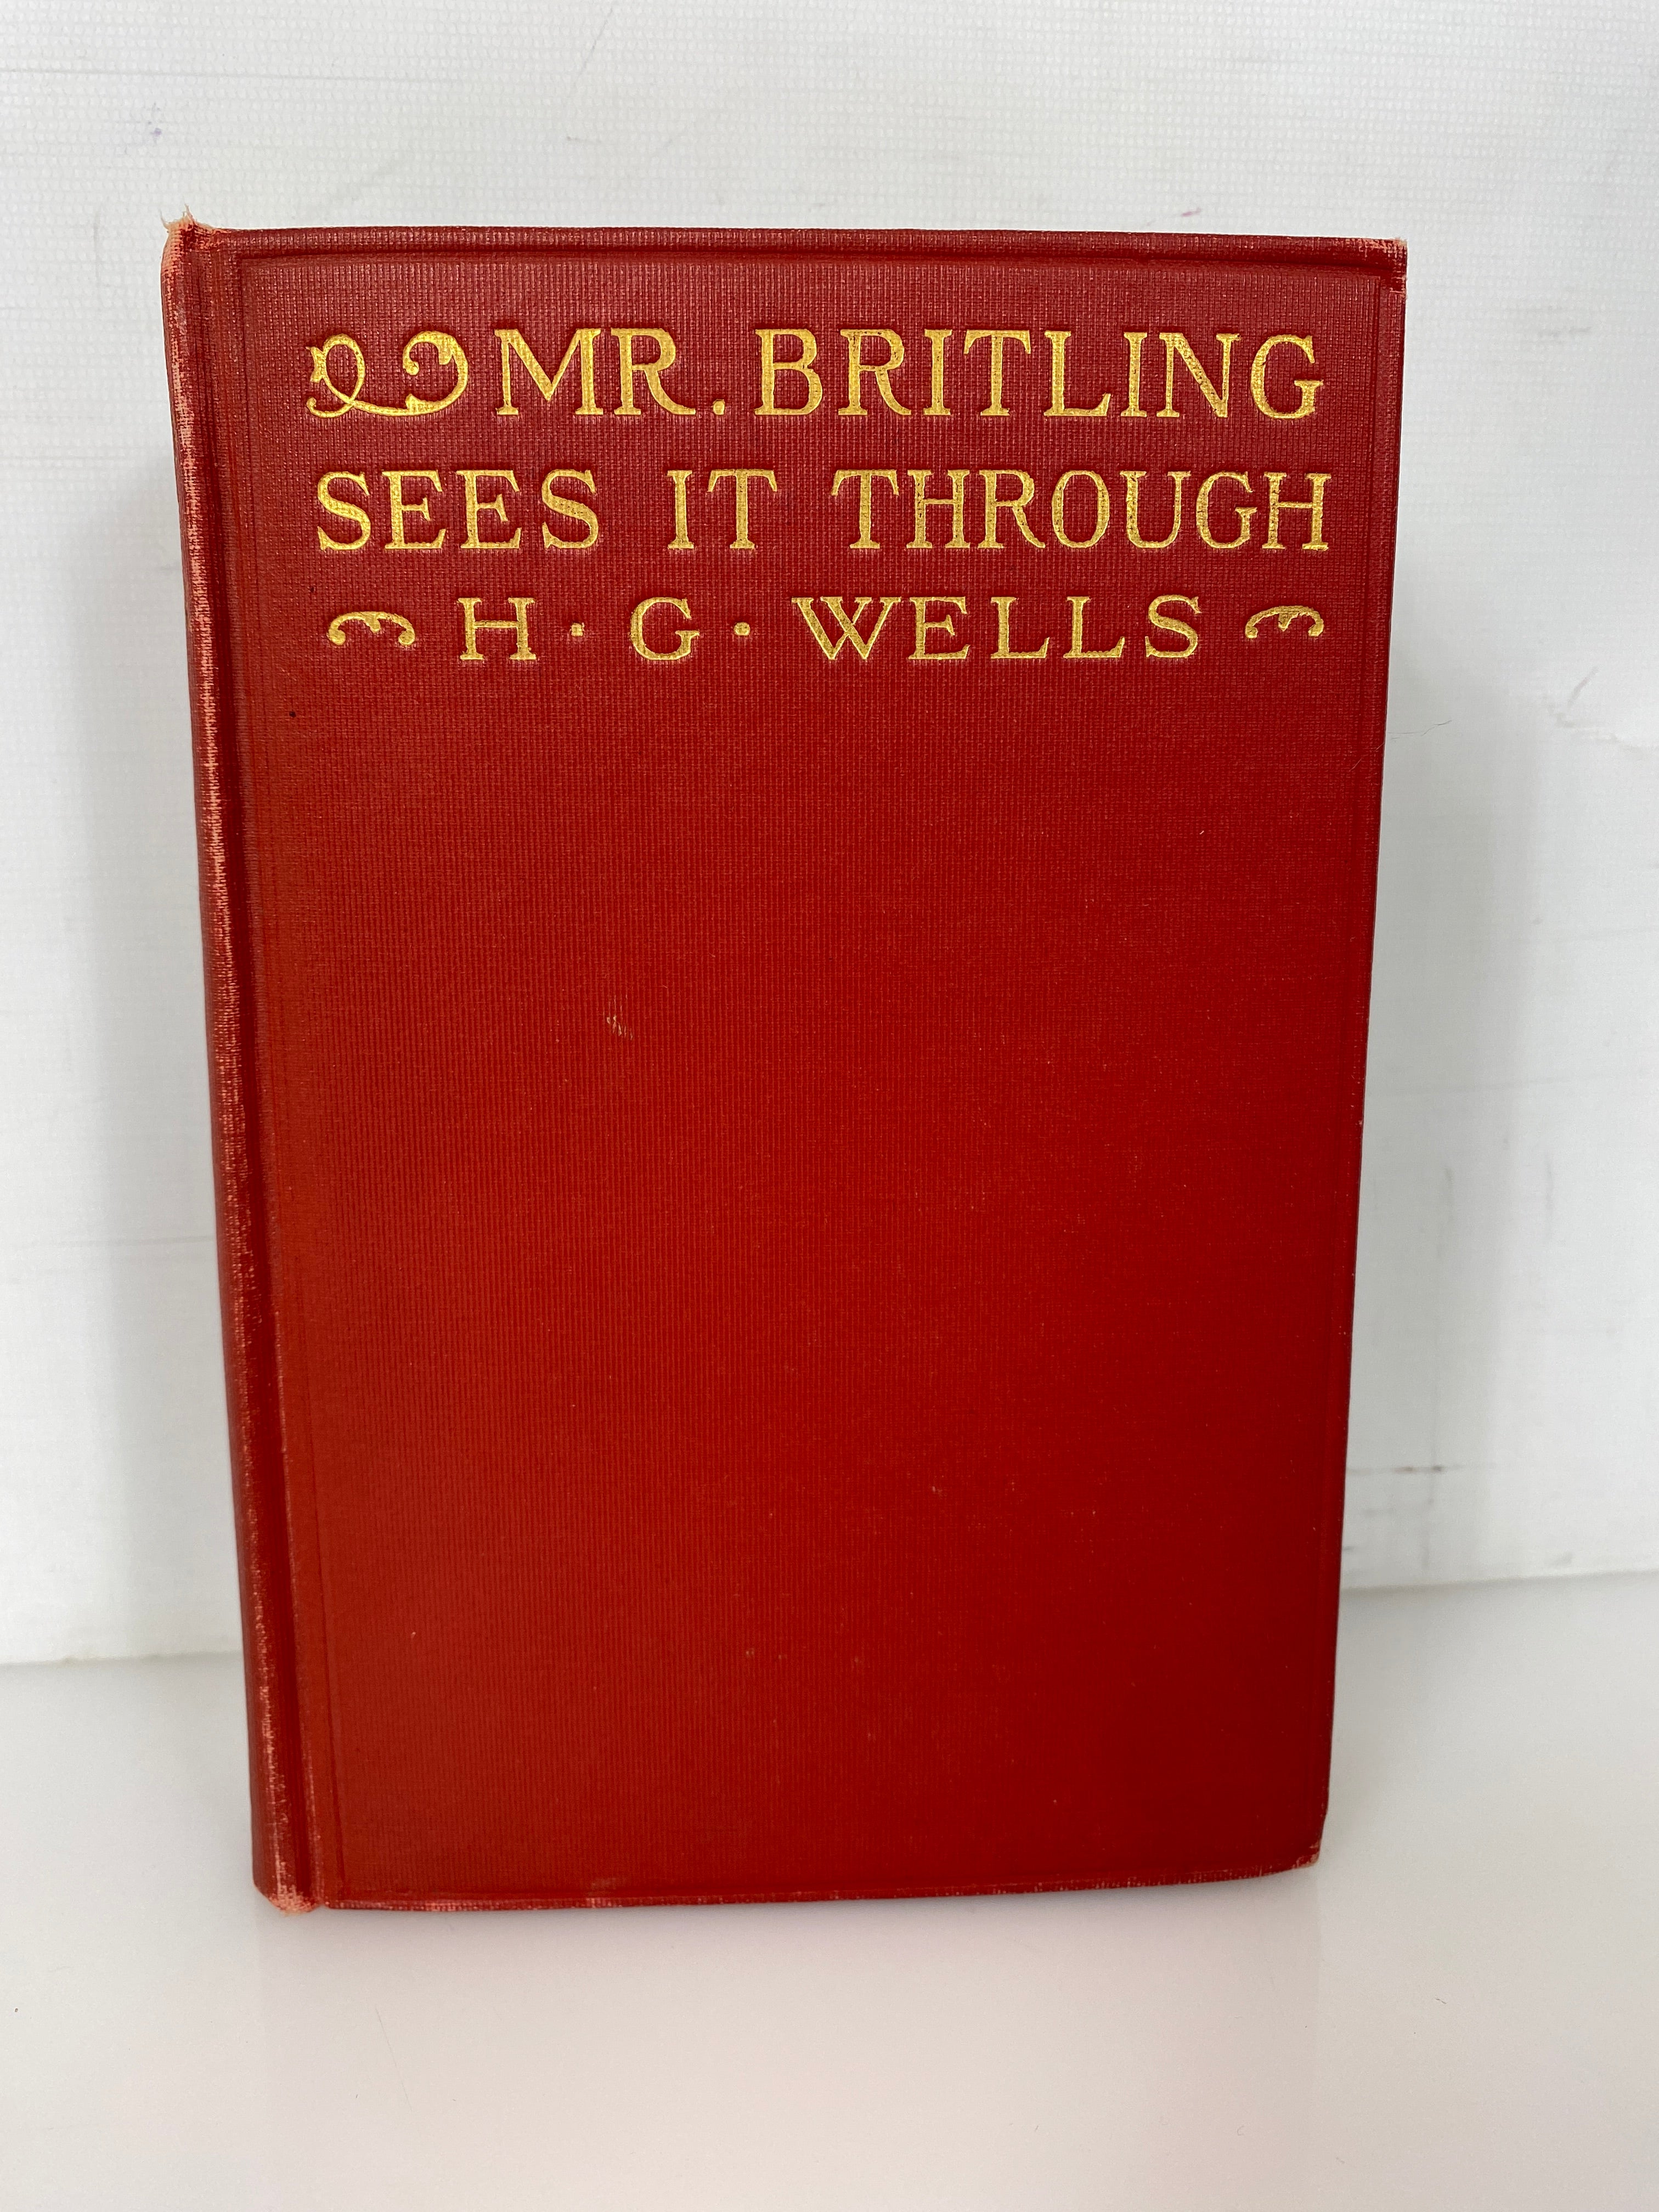 MR. BRITLING
SEES IT THROUGH
H·G·WELLS